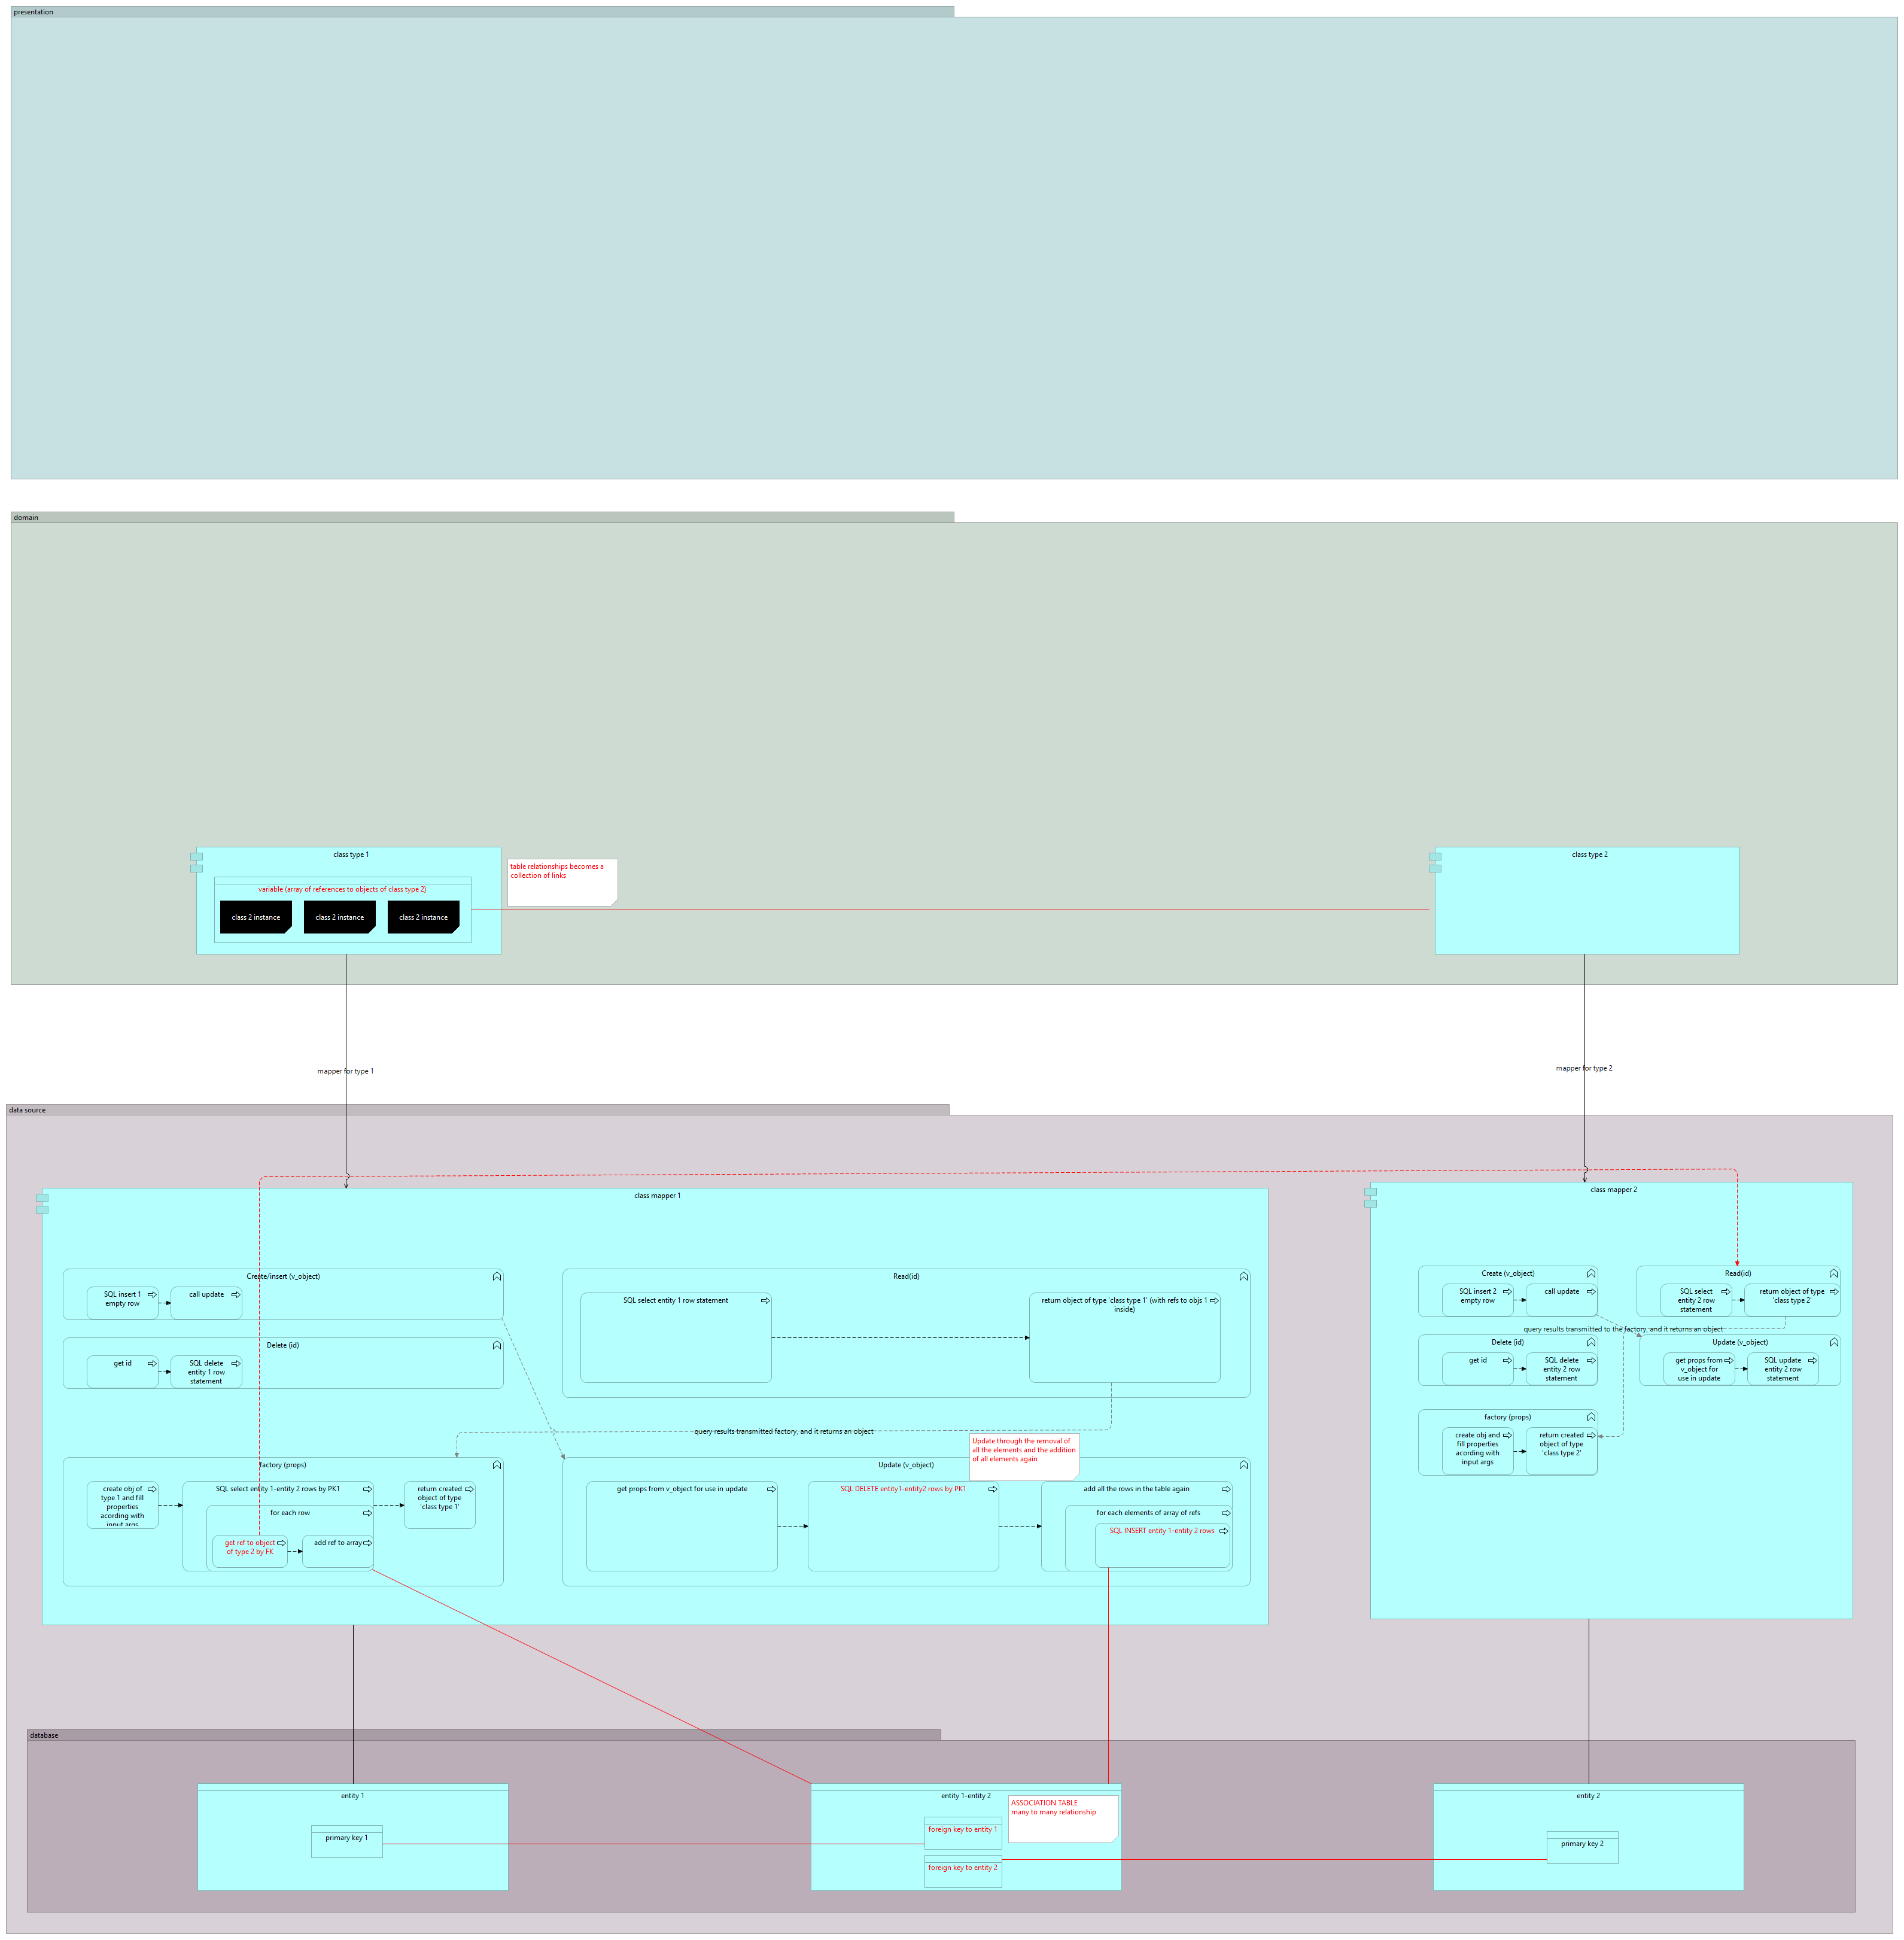 presentation
domain
class type 1
variable (array of references to objects of class type 2)
class 2 instance
class 2 instance
class 2 instance
table relationships becomes a
collection of links
class type 2
mapper for type 1
mapper for type 2
data source
class mapper 1
Create/insert (v_object)
SQL insert 1
empty row
call update
Delete (id)
get id
SQL delete
entity 1 row
statement
Read(id)
SQL select entity 1 row statement
return object of type 'class type 1' (with refs to objs 1
inside)
query results transmitted factory, and it returns an object
factory (props)
create obj of
type 1 and fill
properties
acording with
input args
SQL select entity 1-entity 2 rows by PK1
for each row
get ref to object
of type 2 by FK
add ref to array
return created
object of type
'class type 1'
Update through the removal of
all the elements and the addition
of all elements again
Update (v_object)
get props from v_object for use in update
SQL DELETE entity1-entity2 rows by PK1
add all the rows in the table again
for each elements of array of refs
SQL INSERT entity 1-entity 2 rows
class mapper 2
Create (v_object)
SQL insert 2
empty row
call update
Read(id)
SQL select
entity 2 row
statement
return object of type
'class type 2'
query results transmitted to the factory, and it returns an object
Delete (id)
get id
SQL delete
entity 2 row
statement
Update (v_object)
get props from
v_object for
use in update
SQL update
entity 2 row
statement
factory (props)
create obj and
fill properties
acording with
input args
return created
object of type
'class type 2'
database
entity 1
primary key 1
entity 1-entity 2
ASSOCIATION TABLE
many to many relationship
foreign key to entity 1
foreign key to entity 2
entity 2
primary key 2